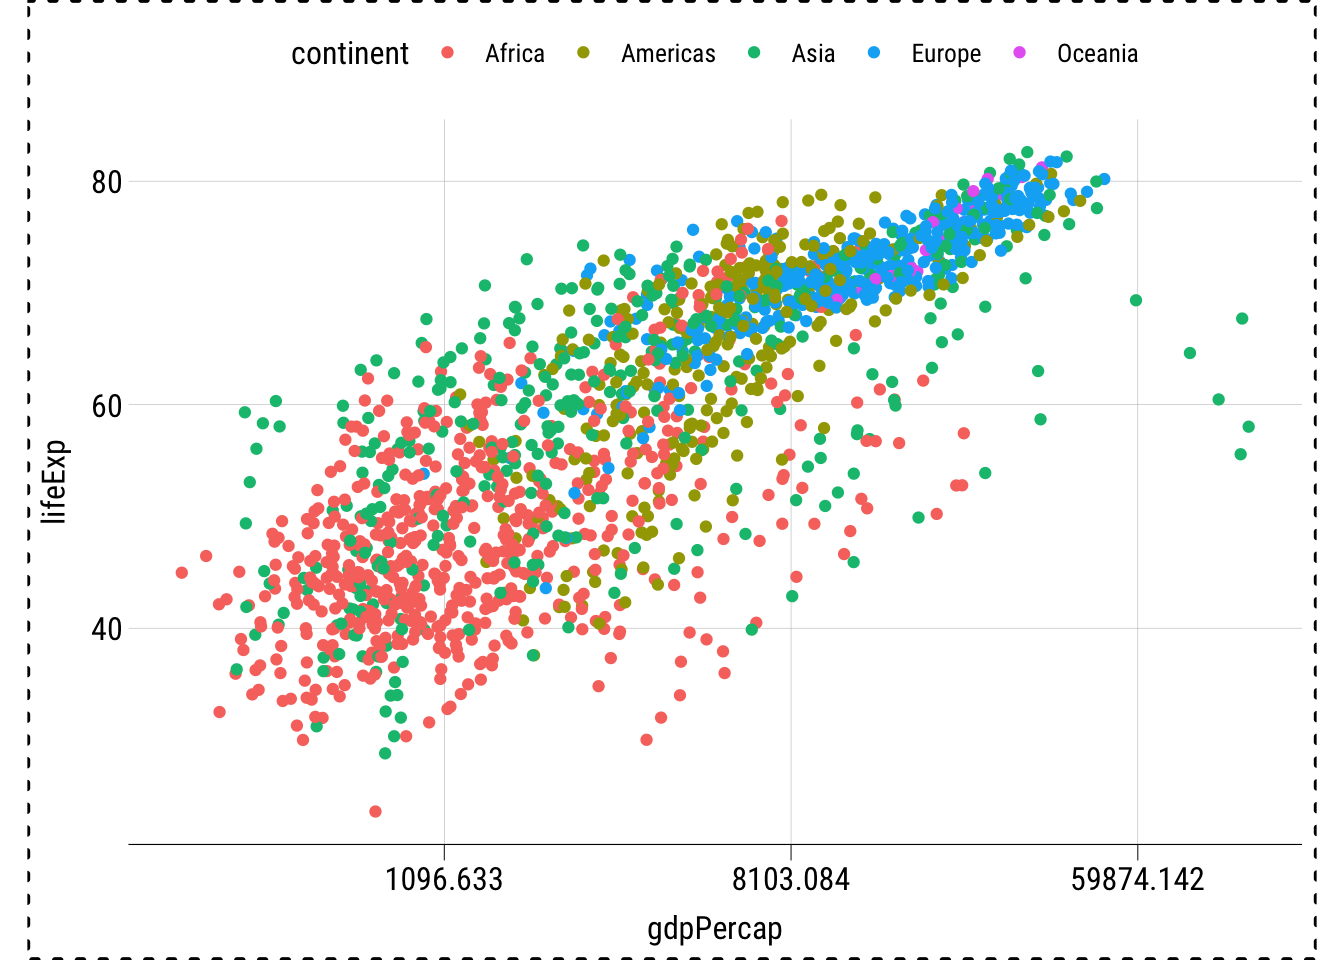 continent Africa Americas Asia Europe Oceania
80
60
40
lifeExp
1096.633 8103.084 59874.142
gdpPercap